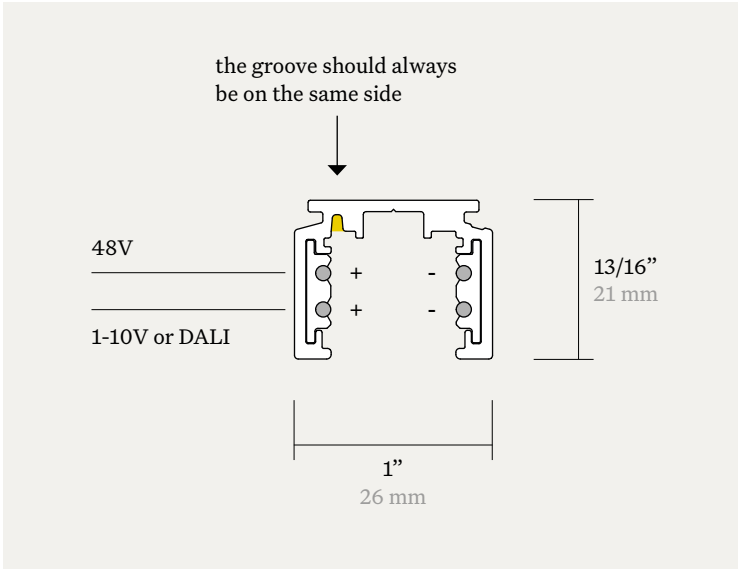 the groove should always
be on the same side
48V
+ -
13/16”
21 mm
+ -
1-10V or DALI
1”
26 mm